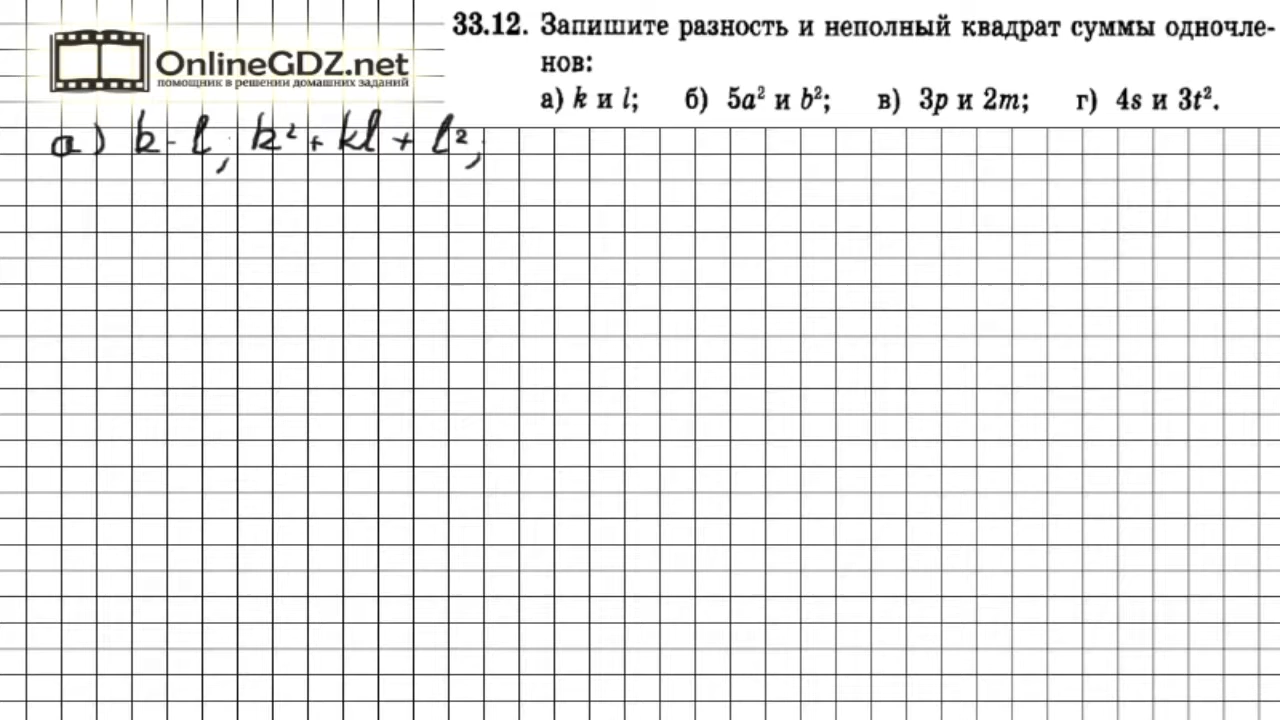 OnlineGDZ.net
помощник в решении домашних заданий
33.12. Запишите разность и неполный квадрат суммы одночле-
нов:
а) k и l; б) 5a² и b²; в) 3p и 2m; г) 4s и 3t².
а) k - l; k² + kl + l²;